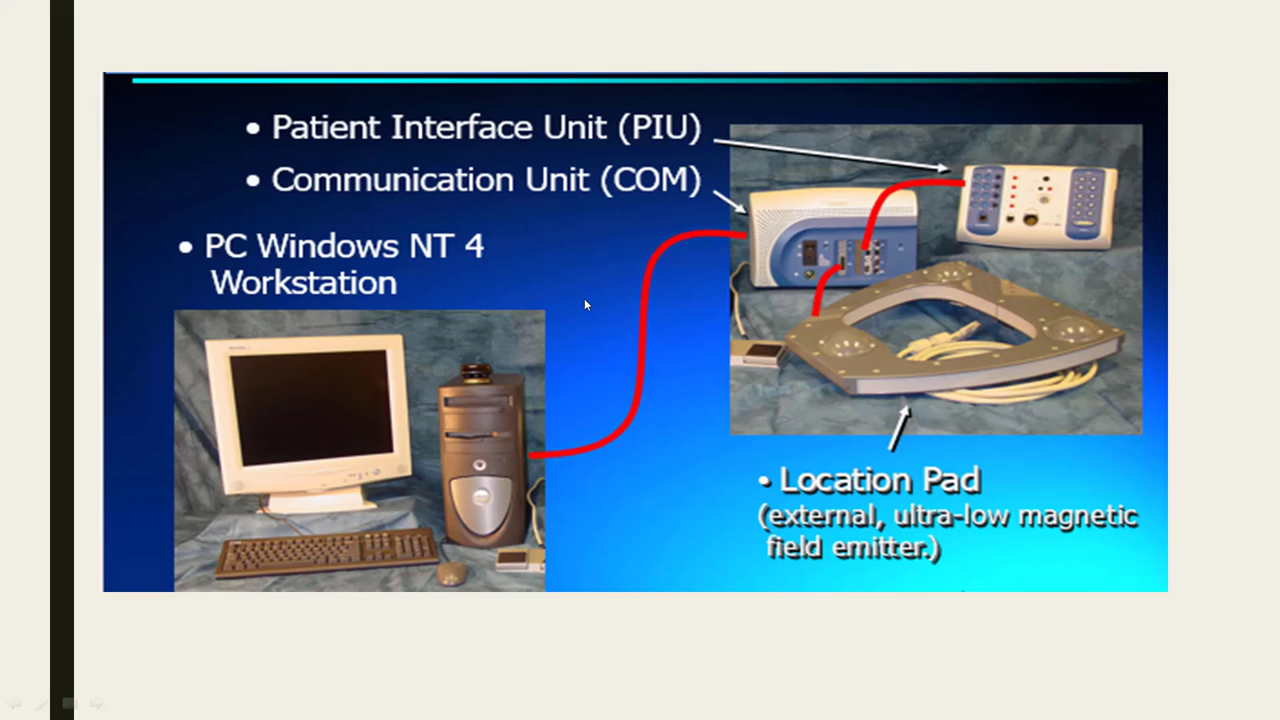 • Patient Interface Unit (PIU)
• Communication Unit (COM)
• PC Windows NT 4
Workstation
• Location Pad
(external, ultra-low magnetic
field emitter.)